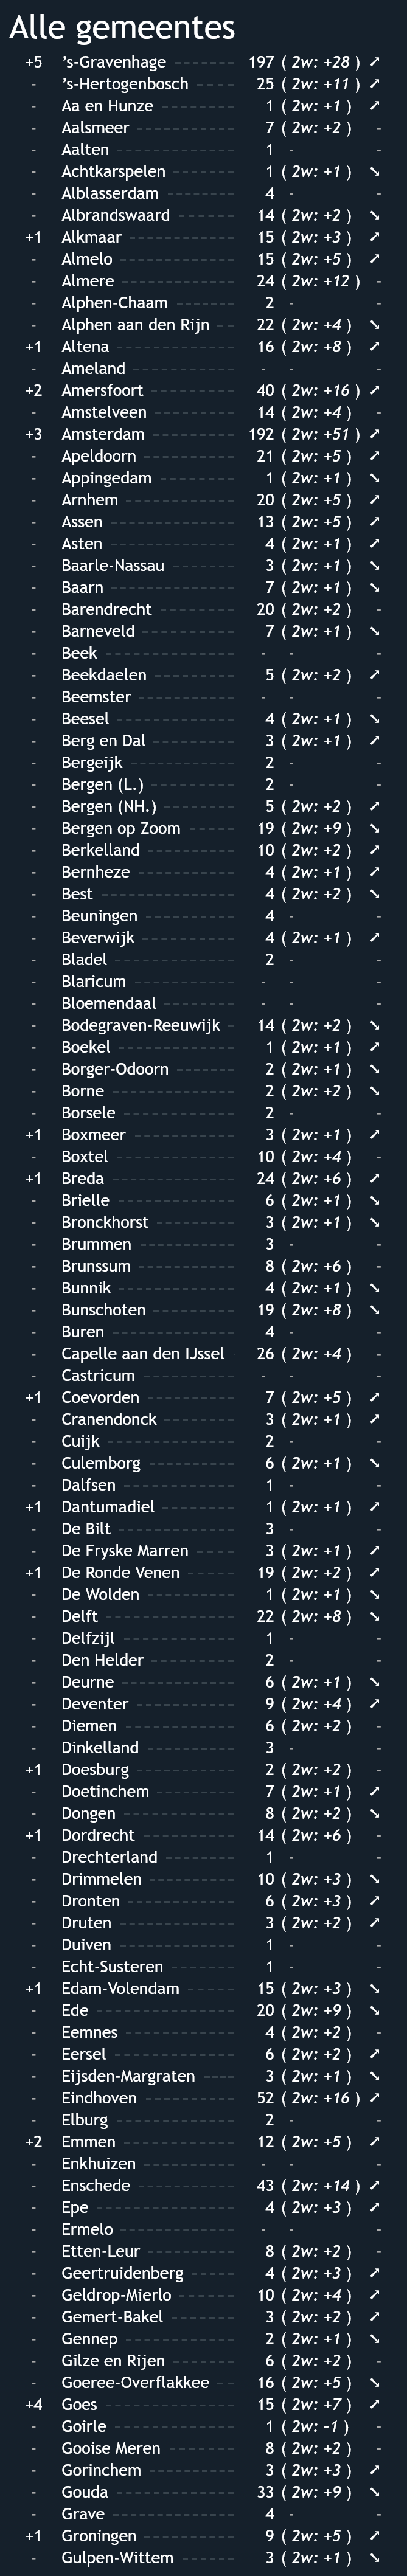 Alle gemeentes
+5 's-Gravenhage 197 ( 2w: +28 ) ➚
- 's-Hertogenbosch 25 ( 2w: +11 ) ➚
- Aa en Hunze 1 ( 2w: +1 ) ➚
- Aalsmeer 7 ( 2w: +2 ) -
- Aalten 1 - -
- Achtkarspelen 1 ( 2w: +1 ) ➘
- Alblasserdam 4 - -
- Albrandswaard 14 ( 2w: +2 ) ➘
+1 Alkmaar 15 ( 2w: +3 ) ➚
- Almelo 15 ( 2w: +5 ) ➚
- Almere 24 ( 2w: +12 ) -
- Alphen-Chaam 2 - -
- Alphen aan den Rijn 22 ( 2w: +4 ) ➘
+1 Altena 16 ( 2w: +8 ) ➚
- Ameland - - -
+2 Amersfoort 40 ( 2w: +16 ) ➚
- Amstelveen 14 ( 2w: +4 ) -
+3 Amsterdam 192 ( 2w: +51 ) ➚
- Apeldoorn 21 ( 2w: +5 ) ➚
- Appingedam 1 ( 2w: +1 ) ➘
- Arnhem 20 ( 2w: +5 ) ➚
- Assen 13 ( 2w: +5 ) ➚
- Asten 4 ( 2w: +1 ) ➚
- Baarle-Nassau 3 ( 2w: +1 ) ➘
- Baarn 7 ( 2w: +1 ) ➘
- Barendrecht 20 ( 2w: +2 ) -
- Barneveld 7 ( 2w: +1 ) ➘
- Beek - - -
- Beekdaelen 5 ( 2w: +2 ) ➚
- Beemster - - -
- Beesel 4 ( 2w: +1 ) ➘
- Berg en Dal 3 ( 2w: +1 ) ➚
- Bergeijk 2 - -
- Bergen (L.) 2 - -
- Bergen (NH.) 5 ( 2w: +2 ) ➚
- Bergen op Zoom 19 ( 2w: +9 ) ➘
- Berkelland 10 ( 2w: +2 ) ➚
- Bernheze 4 ( 2w: +1 ) ➚
- Best 4 ( 2w: +2 ) ➘
- Beuningen 4 - -
- Beverwijk 4 ( 2w: +1 ) ➚
- Bladel 2 - -
- Blaricum - - -
- Bloemendaal - - -
- Bodegraven-Reeuwijk 14 ( 2w: +2 ) ➘
- Boekel 1 ( 2w: +1 ) ➚
- Borger-Odoorn 2 ( 2w: +1 ) ➘
- Borne 2 ( 2w: +2 ) ➘
- Borsele 2 - -
+1 Boxmeer 3 ( 2w: +1 ) ➚
- Boxtel 10 ( 2w: +4 ) -
+1 Breda 24 ( 2w: +6 ) ➚
- Brielle 6 ( 2w: +1 ) ➘
- Bronckhorst 3 ( 2w: +1 ) ➘
- Brummen 3 - -
- Brunssum 8 ( 2w: +6 ) -
- Bunnik 4 ( 2w: +1 ) ➘
- Bunschoten 19 ( 2w: +8 ) ➘
- Buren 4 - -
- Capelle aan den IJssel 26 ( 2w: +4 ) -
- Castricum - - -
+1 Coevorden 7 ( 2w: +5 ) ➚
- Cranendonck 3 ( 2w: +1 ) ➚
- Cuijk 2 - -
- Culemborg 6 ( 2w: +1 ) ➘
- Dalfsen 1 - -
+1 Dantumadiel 1 ( 2w: +1 ) ➚
- De Bilt 3 - -
- De Fryske Marren 3 ( 2w: +1 ) ➚
+1 De Ronde Venen 19 ( 2w: +2 ) ➚
- De Wolden 1 ( 2w: +1 ) ➘
- Delft 22 ( 2w: +8 ) ➘
- Delfzijl 1 - -
- Den Helder 2 - -
- Deurne 6 ( 2w: +1 ) ➘
- Deventer 9 ( 2w: +4 ) ➚
- Diemen 6 ( 2w: +2 ) -
- Dinkelland 3 - -
+1 Doesburg 2 ( 2w: +2 ) -
- Doetinchem 7 ( 2w: +1 ) ➚
- Dongen 8 ( 2w: +2 ) ➘
+1 Dordrecht 14 ( 2w: +6 ) -
- Drechterland 1 - -
- Drimmelen 10 ( 2w: +3 ) ➘
- Dronten 6 ( 2w: +3 ) ➚
- Druten 3 ( 2w: +2 ) ➚
- Duiven 1 - -
- Echt-Susteren 1 - -
+1 Edam-Volendam 15 ( 2w: +3 ) ➘
- Ede 20 ( 2w: +9 ) ➘
- Eemnes 4 ( 2w: +2 ) -
- Eersel 6 ( 2w: +2 ) ➚
- Eijsden-Margraten 3 ( 2w: +1 ) ➘
- Eindhoven 52 ( 2w: +16 ) ➚
- Elburg 2 - -
+2 Emmen 12 ( 2w: +5 ) ➚
- Enkhuizen - - -
- Enschede 43 ( 2w: +14 ) ➚
- Epe 4 ( 2w: +3 ) ➚
- Ermelo - - -
- Etten-Leur 8 ( 2w: +2 ) -
- Geertruidenberg 4 ( 2w: +3 ) ➚
- Geldrop-Mierlo 10 ( 2w: +4 ) ➚
- Gemert-Bakel 3 ( 2w: +2 ) ➚
- Gennep 2 ( 2w: +1 ) ➘
- Gilze en Rijen 6 ( 2w: +2 ) -
- Goeree-Overflakkee 16 ( 2w: +5 ) ➘
+4 Goes 15 ( 2w: +7 ) ➚
- Goirle 1 ( 2w: -1 ) -
- Gooise Meren 8 ( 2w: +2 ) -
- Gorinchem 3 ( 2w: +3 ) ➚
- Gouda 33 ( 2w: +9 ) ➘
- Grave 4 - -
+1 Groningen 9 ( 2w: +5 ) ➚
- Gulpen-Wittem 3 ( 2w: +1 ) ➘